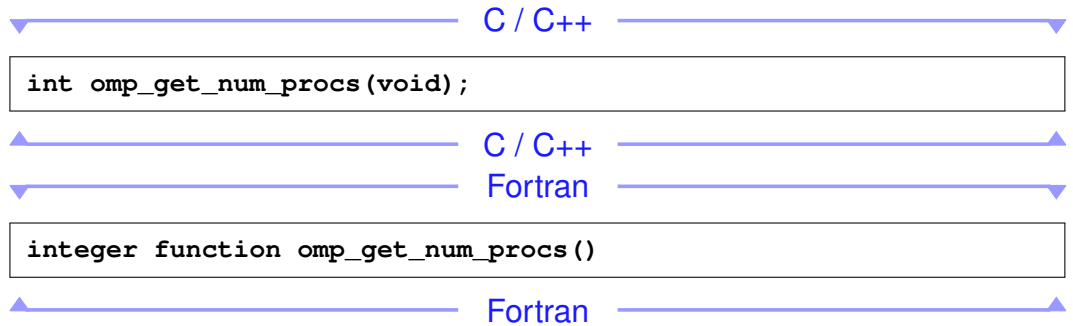 C / C++
int omp_get_num_procs(void);
C / C++
Fortran
integer function omp_get_num_procs()
Fortran